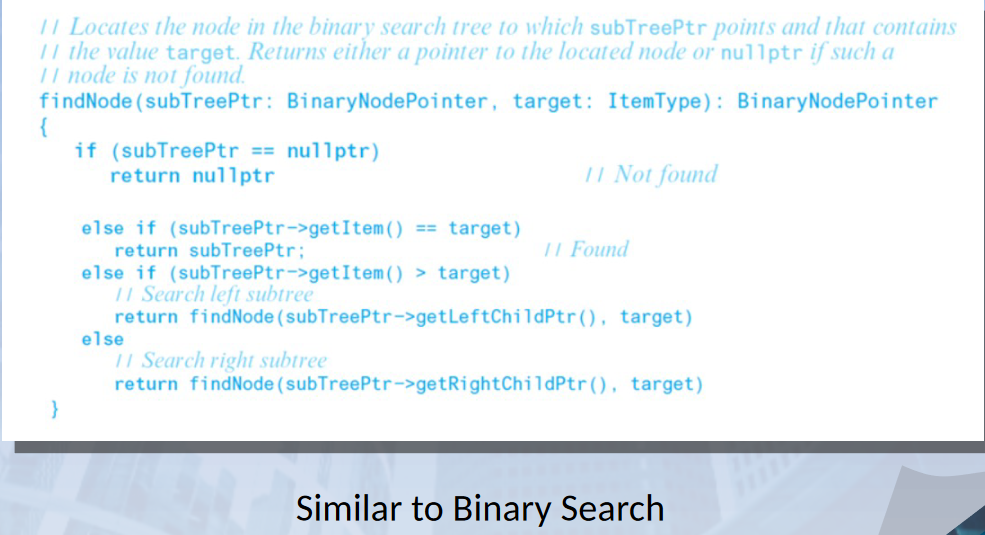 // Locates the node in the binary search tree to which subTreePtr points and that contains
// the value target. Returns either a pointer to the located node or nullptr if such a
// node is not found.
findNode(subTreePtr: BinaryNodePointer, target: ItemType): BinaryNodePointer
{
if (subTreePtr == nullptr)
return nullptr // Not found
else if (subTreePtr->getItem() == target)
return subTreePtr; // Found
else if (subTreePtr->getItem() > target)
// Search left subtree
return findNode(subTreePtr->getLeftChildPtr(), target)
else
// Search right subtree
return findNode(subTreePtr->getRightChildPtr(), target)
}
Similar to Binary Search